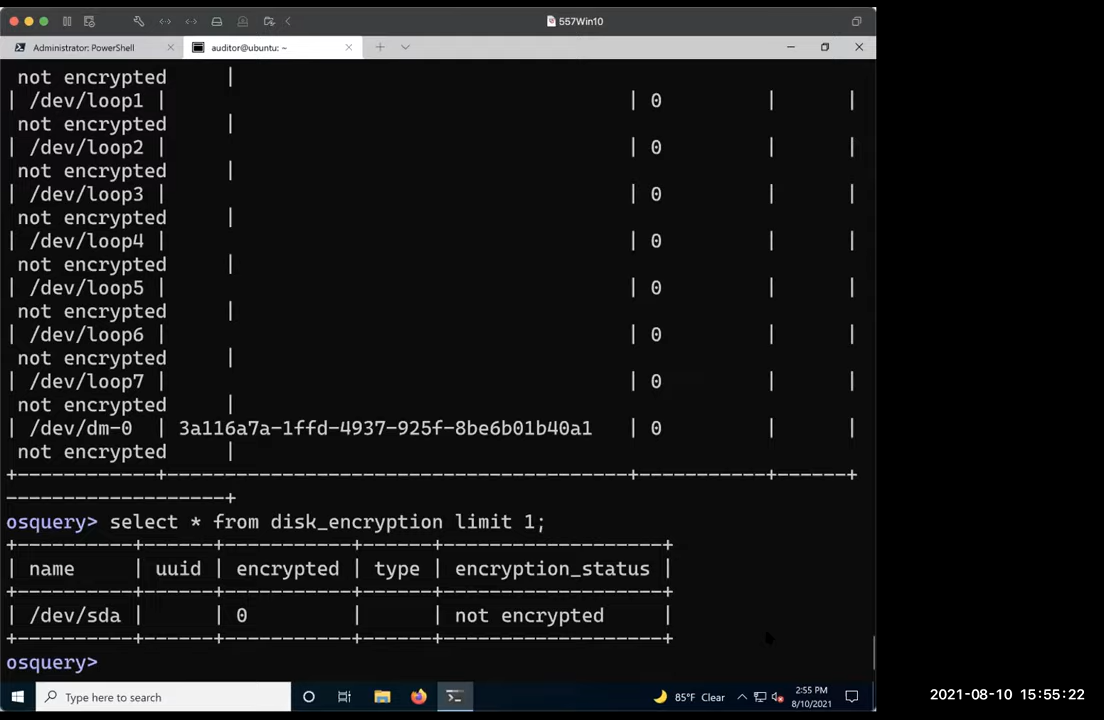 557Win10
Administrator: PowerShell
auditor@ubuntu: ~
not encrypted |
| /dev/loop1 | | 0 | |
not encrypted |
| /dev/loop2 | | 0 | |
not encrypted |
| /dev/loop3 | | 0 | |
not encrypted |
| /dev/loop4 | | 0 | |
not encrypted |
| /dev/loop5 | | 0 | |
not encrypted |
| /dev/loop6 | | 0 | |
not encrypted |
| /dev/loop7 | | 0 | |
not encrypted |
| /dev/dm-0 | 3a116a7a-1ffd-4937-925f-8be6b01b40a1 | 0 | |
not encrypted |
+------------+----------------------------------------+-----------+------+
-------------------+
osquery> select * from disk_encryption limit 1;
+----------+------+-----------+------+-------------------+
| name | uuid | encrypted | type | encryption_status |
+----------+------+-----------+------+-------------------+
| /dev/sda | | 0 | | not encrypted |
+----------+------+-----------+------+-------------------+
osquery>
Type here to search
85°F Clear
2:55 PM
8/10/2021
2021-08-10 15:55:22